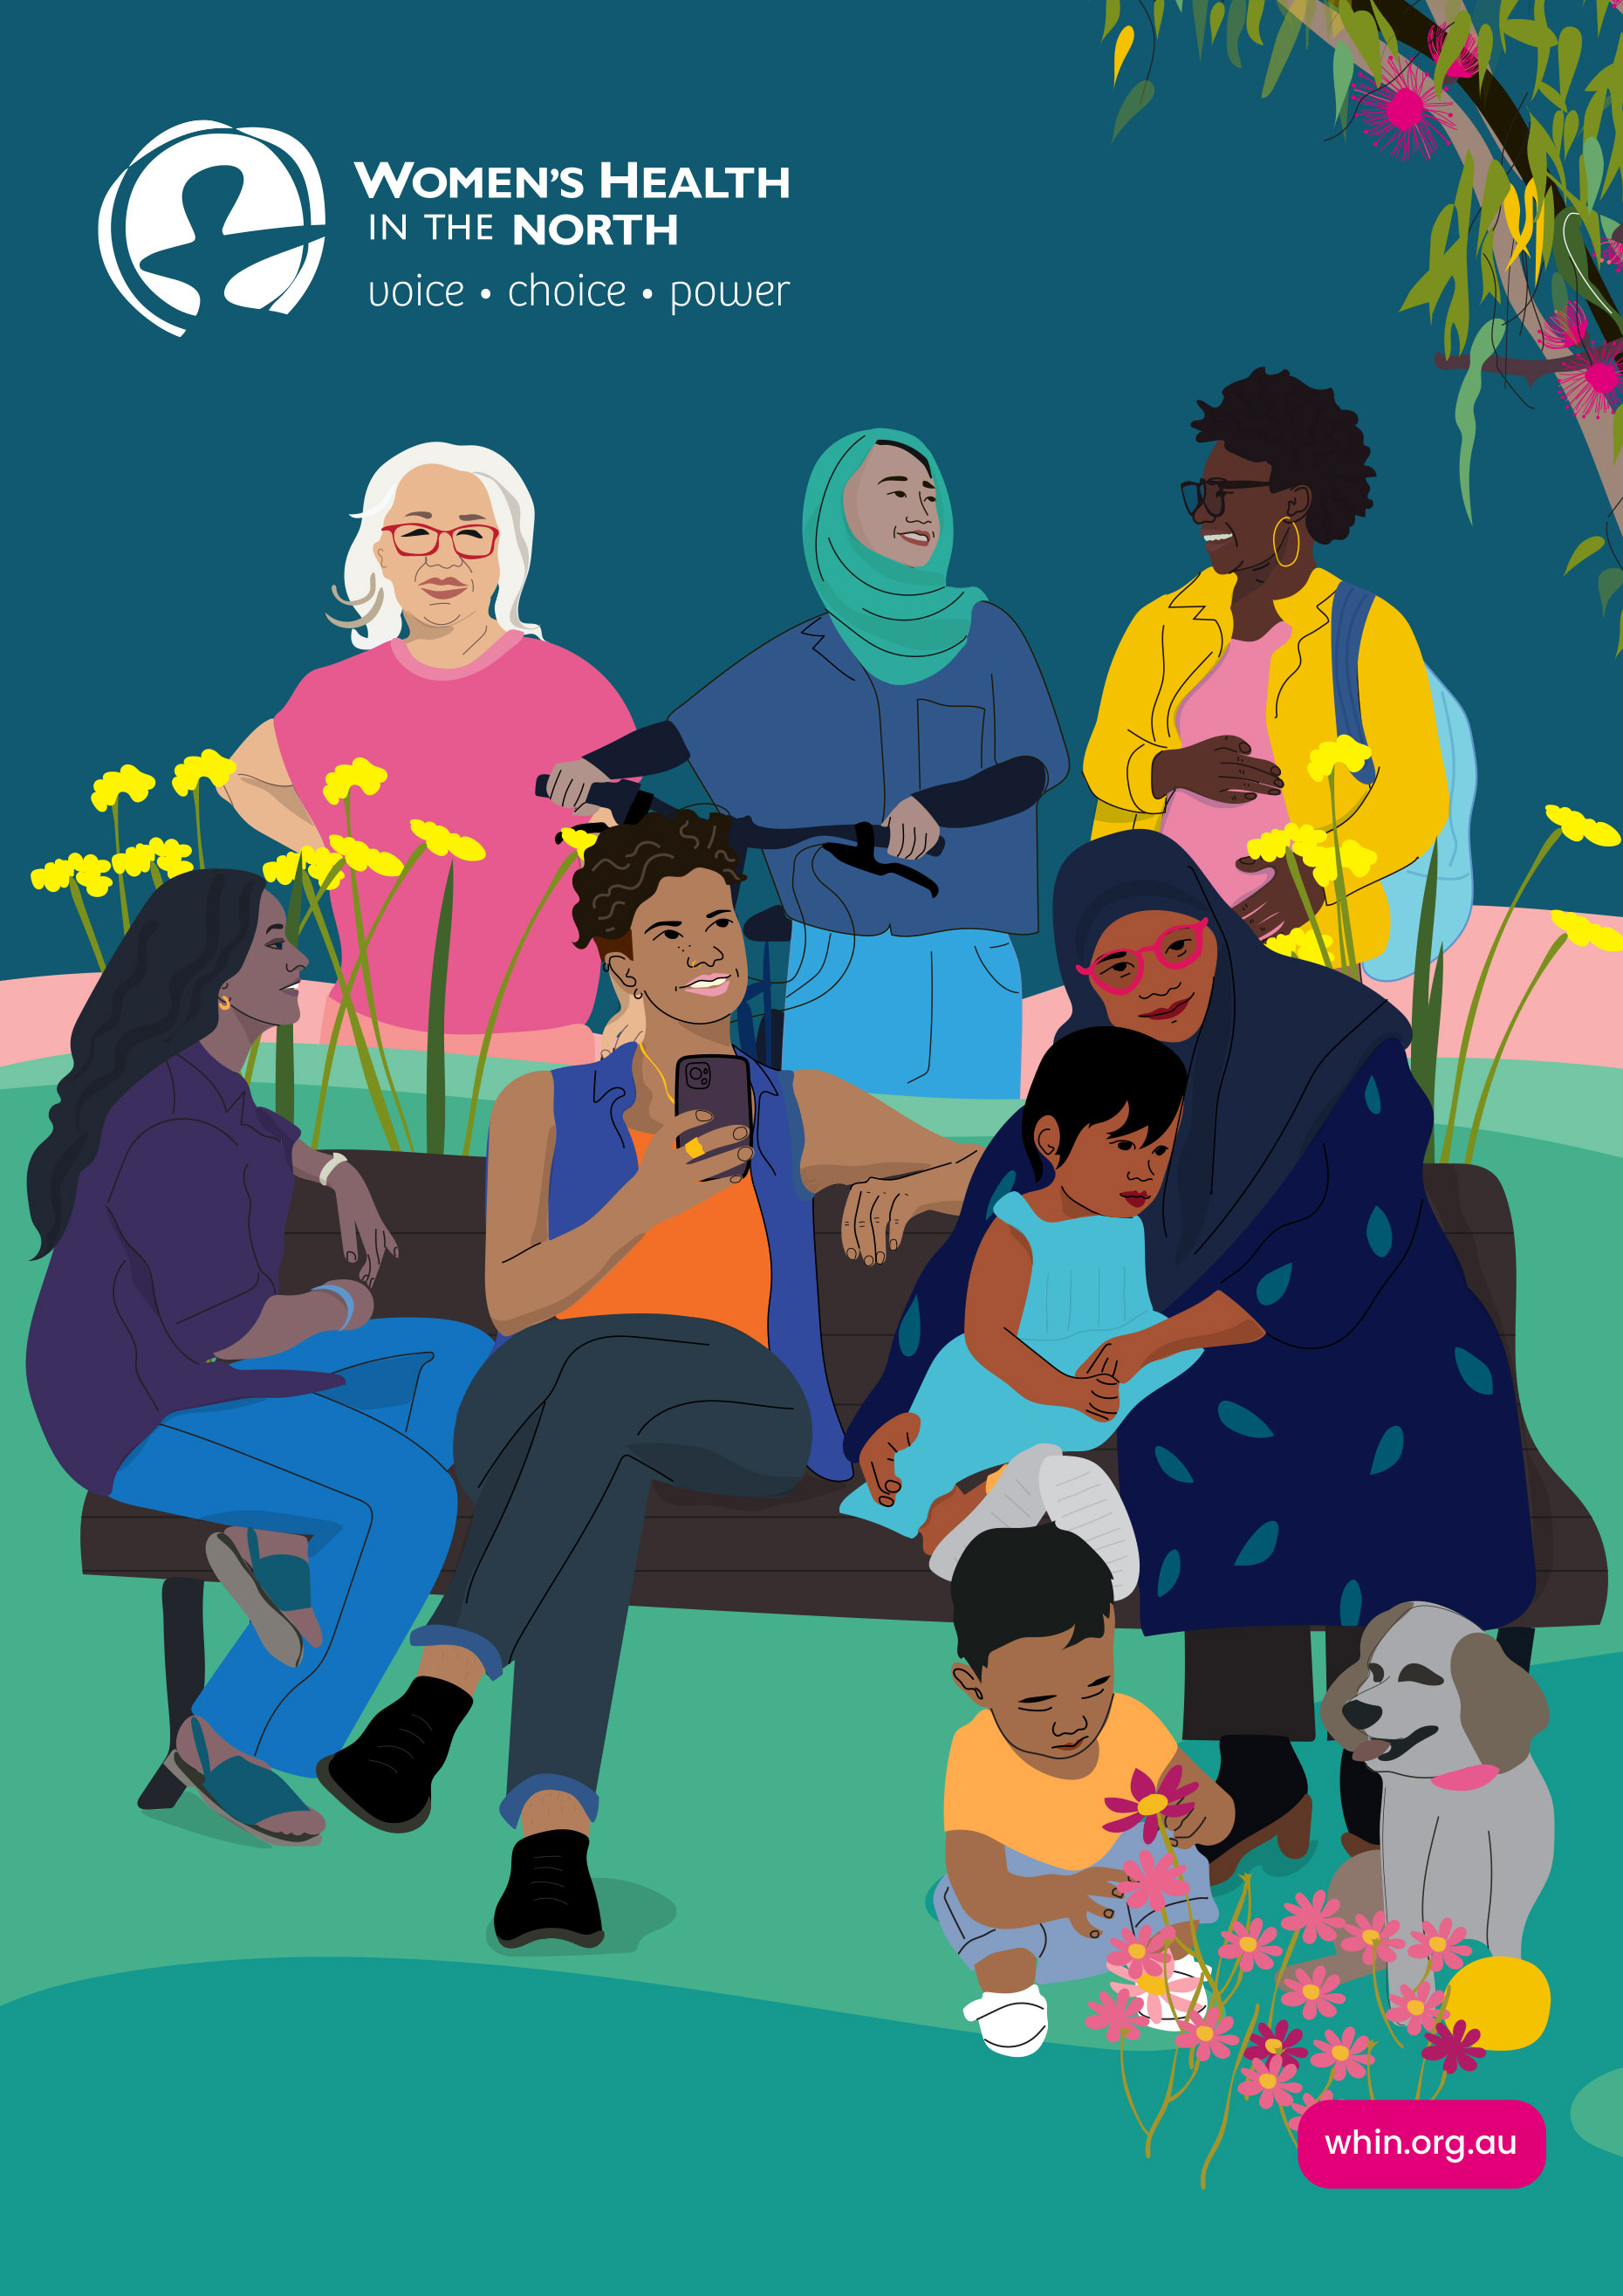 WOMEN'S HEALTH
IN THE NORTH
voice • choice • power
whin.org.au